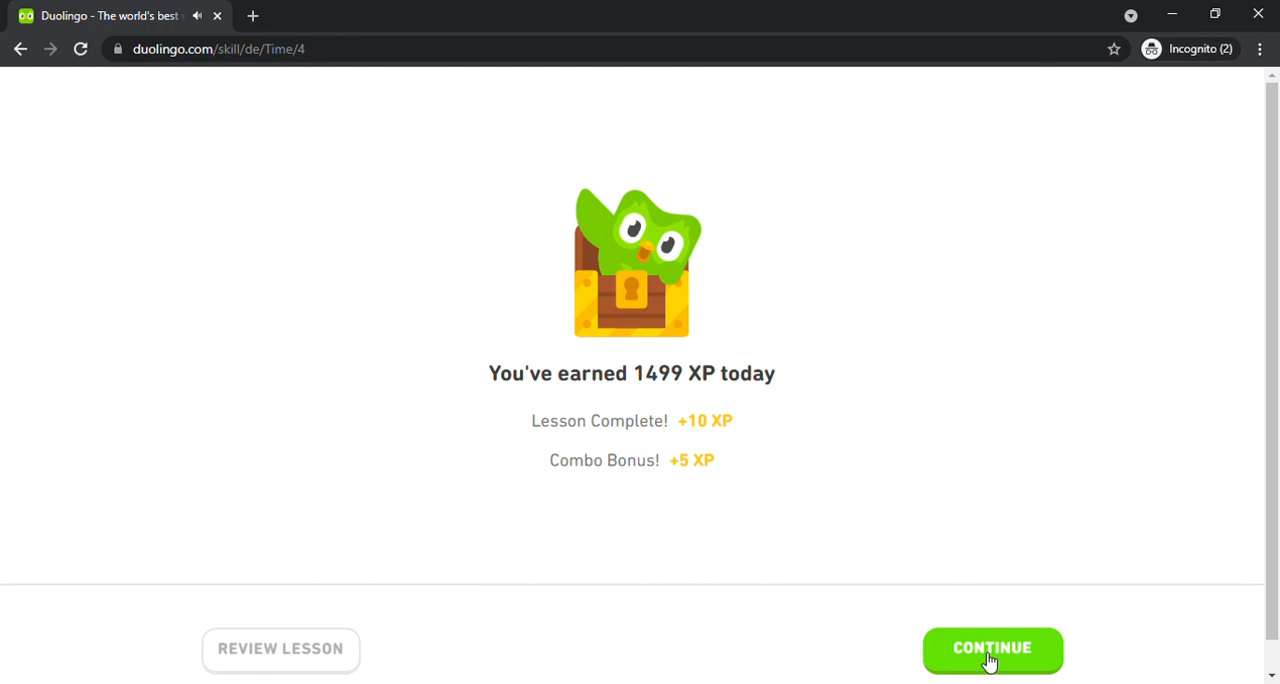 Duolingo - The world's best
duolingo.com/skill/de/Time/4
Incognito (2)
You've earned 1499 XP today
Lesson Complete! +10 XP
Combo Bonus! +5 XP
REVIEW LESSON
CONTINUE